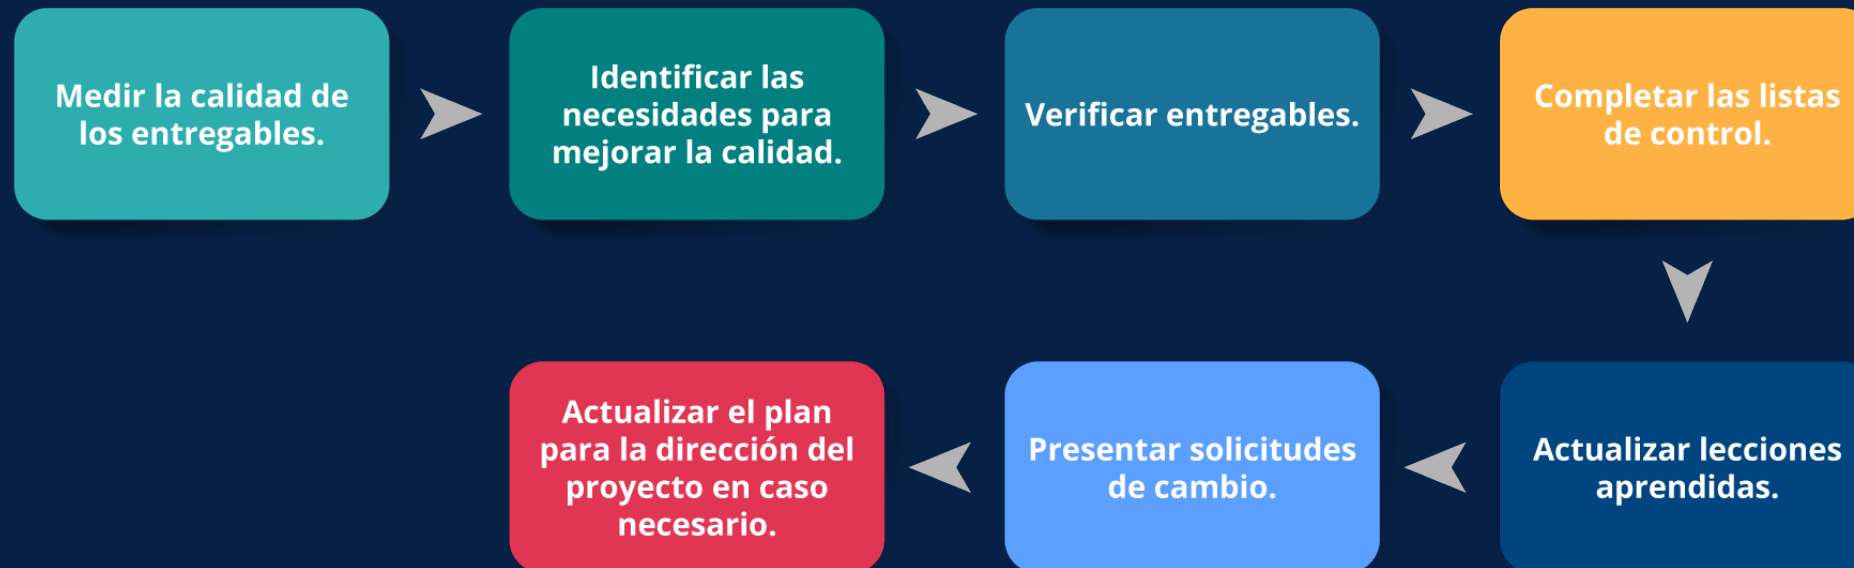 Medir la calidad de
los entregables.
Identificar las
necesidades para
mejorar la calidad.
Verificar entregables.
Completar las listas
de control.
Actualizar lecciones
aprendidas.
Presentar solicitudes
de cambio.
Actualizar el plan
para la dirección del
proyecto en caso
necesario.